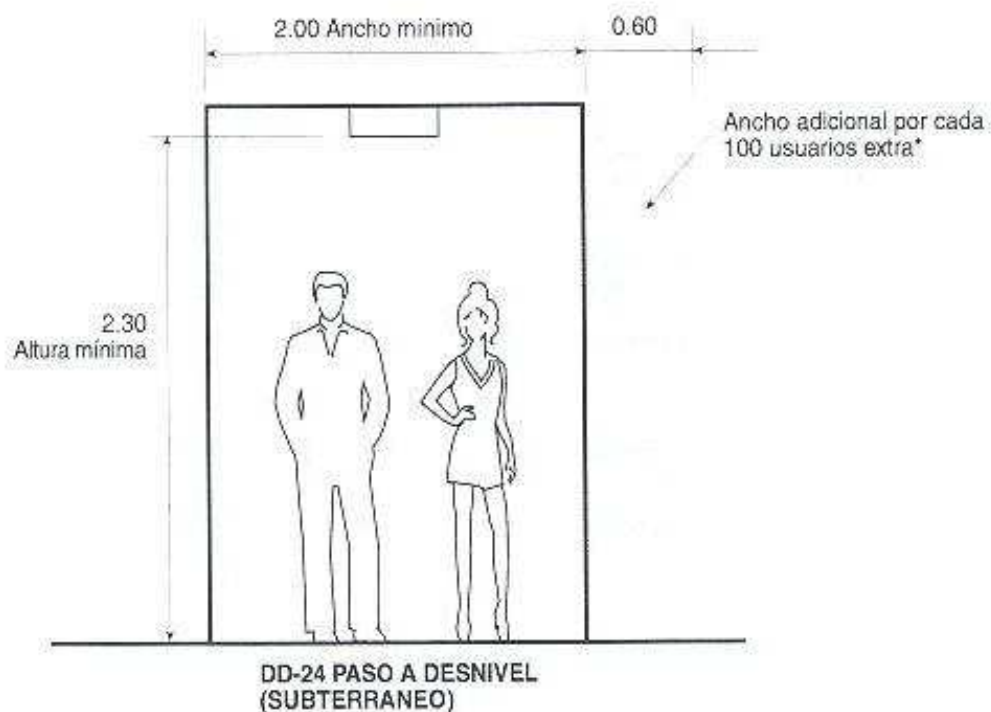 2.00 Ancho mínimo
0.60
Ancho adicional por cada
100 usuarios extra*
2.30
Altura mínima
DD-24 PASO A DESNIVEL
(SUBTERRANEO)